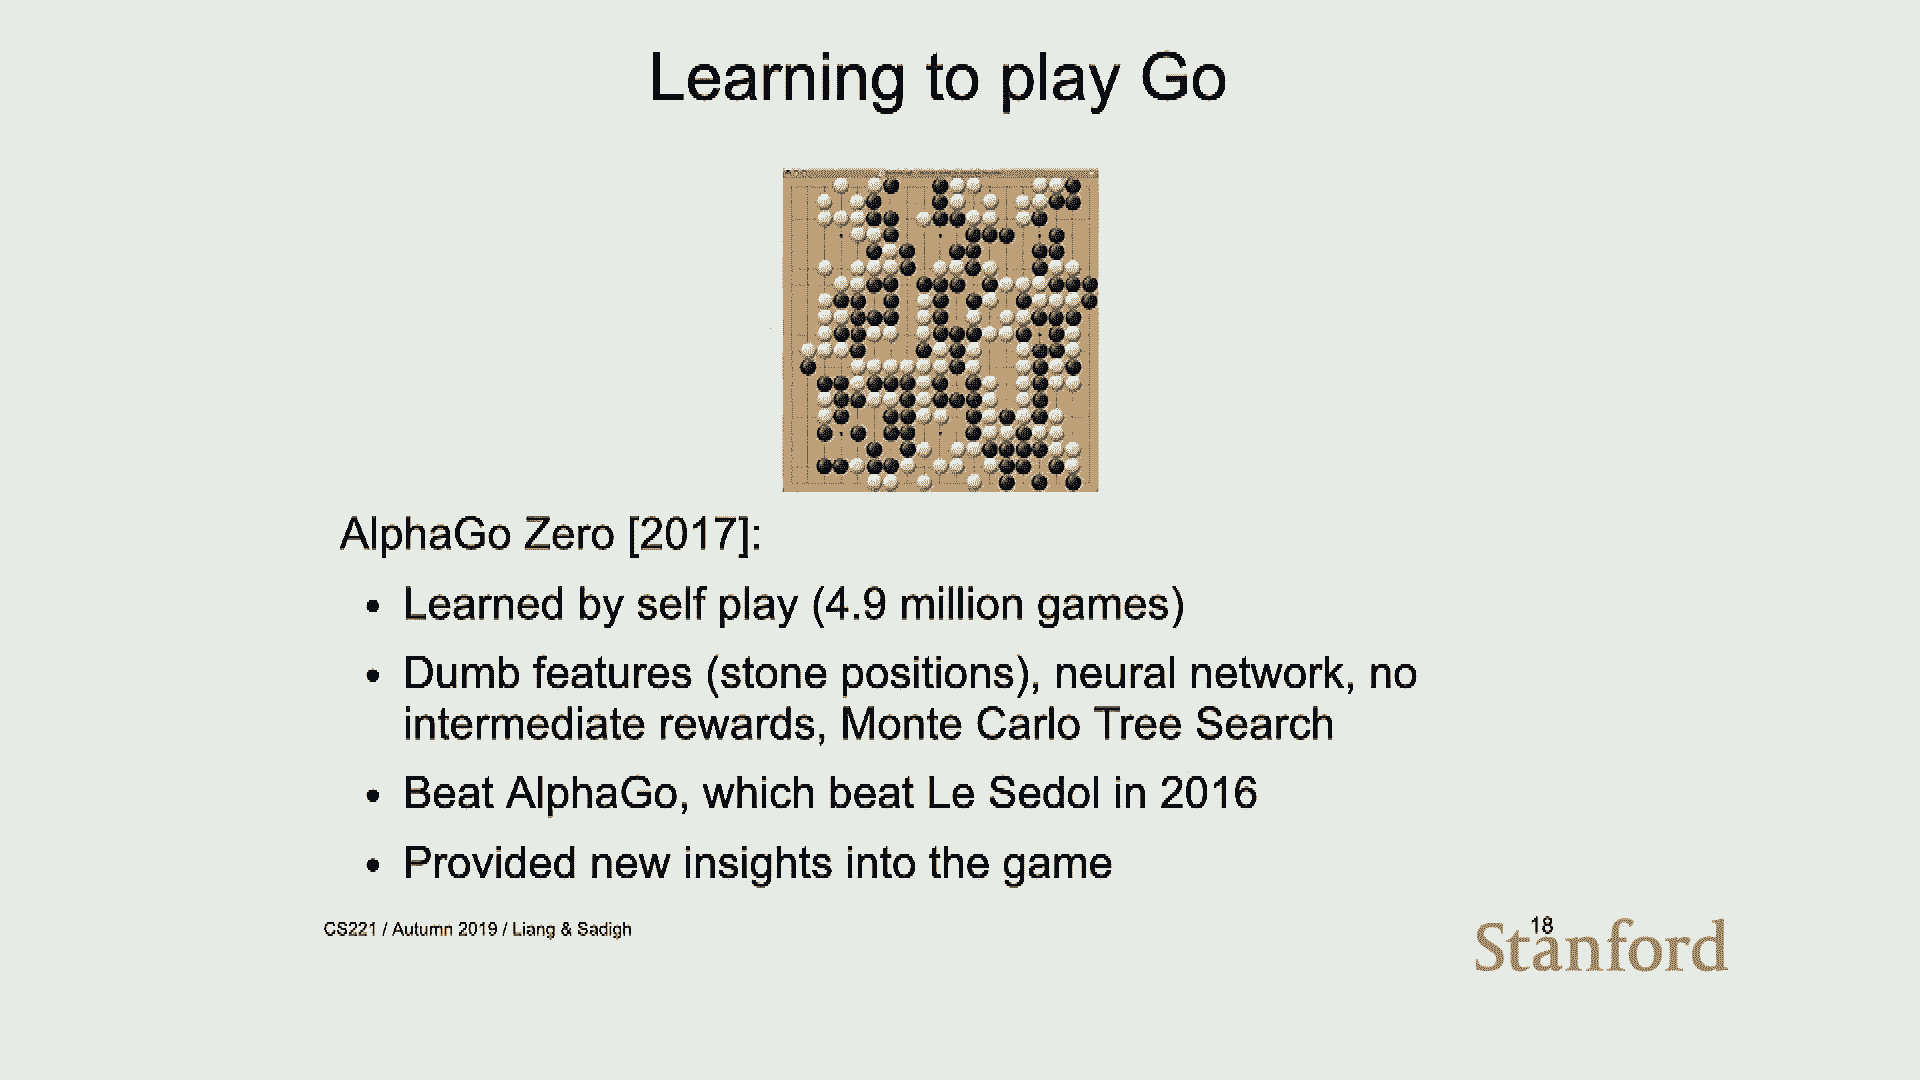 Learning to play Go
AlphaGo Zero [2017]:
• Learned by self play (4.9 million games)
• Dumb features (stone positions), neural network, no
intermediate rewards, Monte Carlo Tree Search
• Beat AlphaGo, which beat Le Sedol in 2016
• Provided new insights into the game
CS221 / Autumn 2019 / Liang & Sadigh
18
Stanford